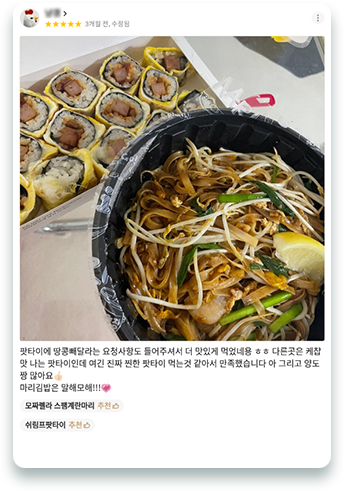 3개월 전, 수정됨
팟타이에 땅콩빼달라는 요청사항도 들어주셔서 더 맛있게 먹었네용 ㅎㅎ 다른곳은 케찹
맛 나는 팟타이인데 여긴 진짜 찐한 팟타이 먹는것 같아서 만족했습니다 아 그리고 양도
짱 많아요👍🏻
마리김밥은 말해모해!!!💓
모짜렐라 스팸계란마리 추천
쉬림프팟타이 추천